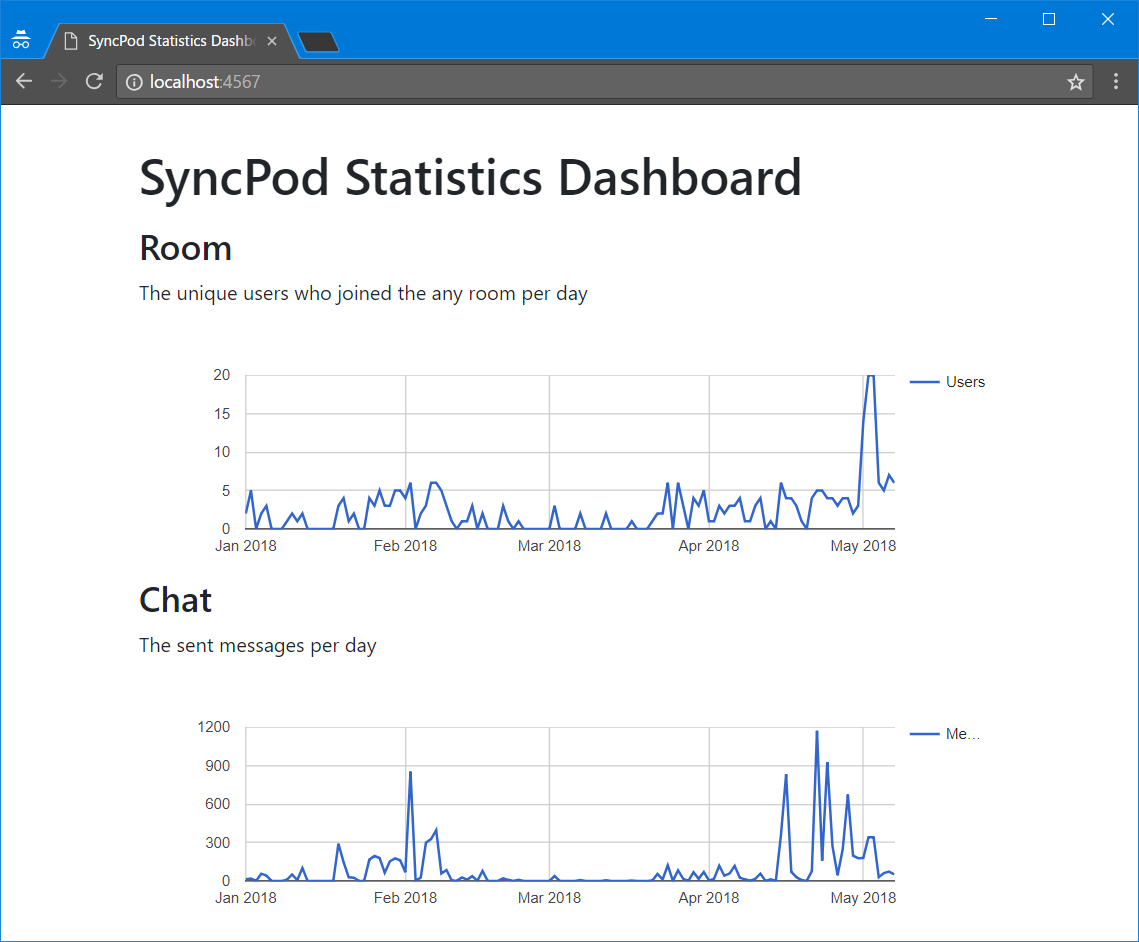 SyncPod Statistics Dashb
localhost:4567
SyncPod Statistics Dashboard
Room
The unique users who joined the any room per day
20
Users
15
10
5
0
Jan 2018 Feb 2018 Mar 2018 Apr 2018 May 2018
Chat
The sent messages per day
1200
Me...
900
600
300
0
Jan 2018 Feb 2018 Mar 2018 Apr 2018 May 2018